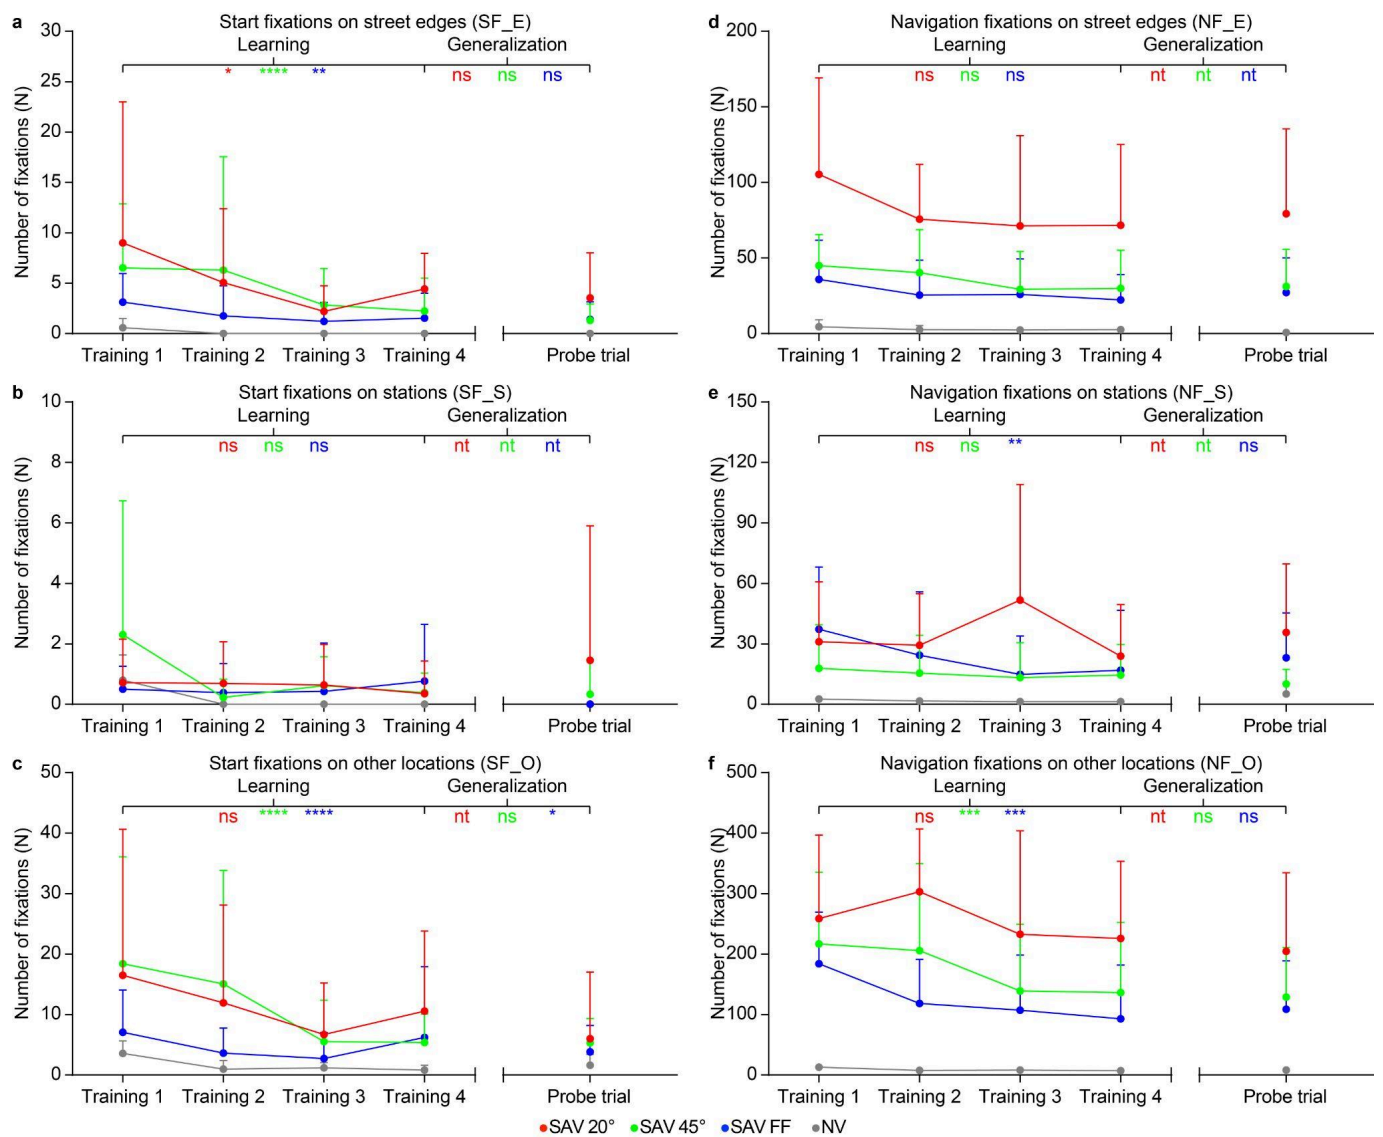 a Start fixations on street edges (SF_E)
Learning Generalization
* **** ** ns ns ns
Number of fixations (N)
30
25
20
15
10
5
0
Training 1 Training 2 Training 3 Training 4 Probe trial
b Start fixations on stations (SF_S)
Learning Generalization
ns ns ns nt nt nt
Number of fixations (N)
10
8
6
4
2
0
Training 1 Training 2 Training 3 Training 4 Probe trial
c Start fixations on other locations (SF_O)
Learning Generalization
ns **** **** nt ns *
Number of fixations (N)
50
40
30
20
10
0
Training 1 Training 2 Training 3 Training 4 Probe trial
d Navigation fixations on street edges (NF_E)
Learning Generalization
ns ns ns nt nt nt
Number of fixations (N)
200
150
100
50
0
Training 1 Training 2 Training 3 Training 4 Probe trial
e Navigation fixations on stations (NF_S)
Learning Generalization
ns ns ** nt nt ns
Number of fixations (N)
150
120
90
60
30
0
Training 1 Training 2 Training 3 Training 4 Probe trial
f Navigation fixations on other locations (NF_O)
Learning Generalization
ns *** *** nt ns ns
Number of fixations (N)
500
400
300
200
100
0
Training 1 Training 2 Training 3 Training 4 Probe trial
SAV 20° SAV 45° SAV FF NV